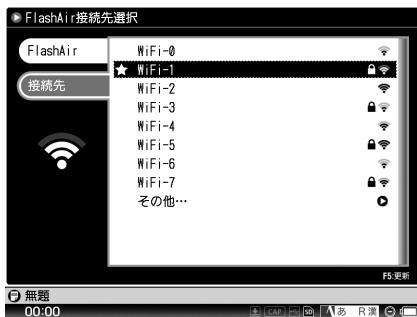 FlashAir接続先選択
FlashAir
接続先
WiFi-0
★ WiFi-1
WiFi-2
WiFi-3
WiFi-4
WiFi-5
WiFi-6
WiFi-7
その他…
F5:更新
無題
00:00 CAP SD あ R漢